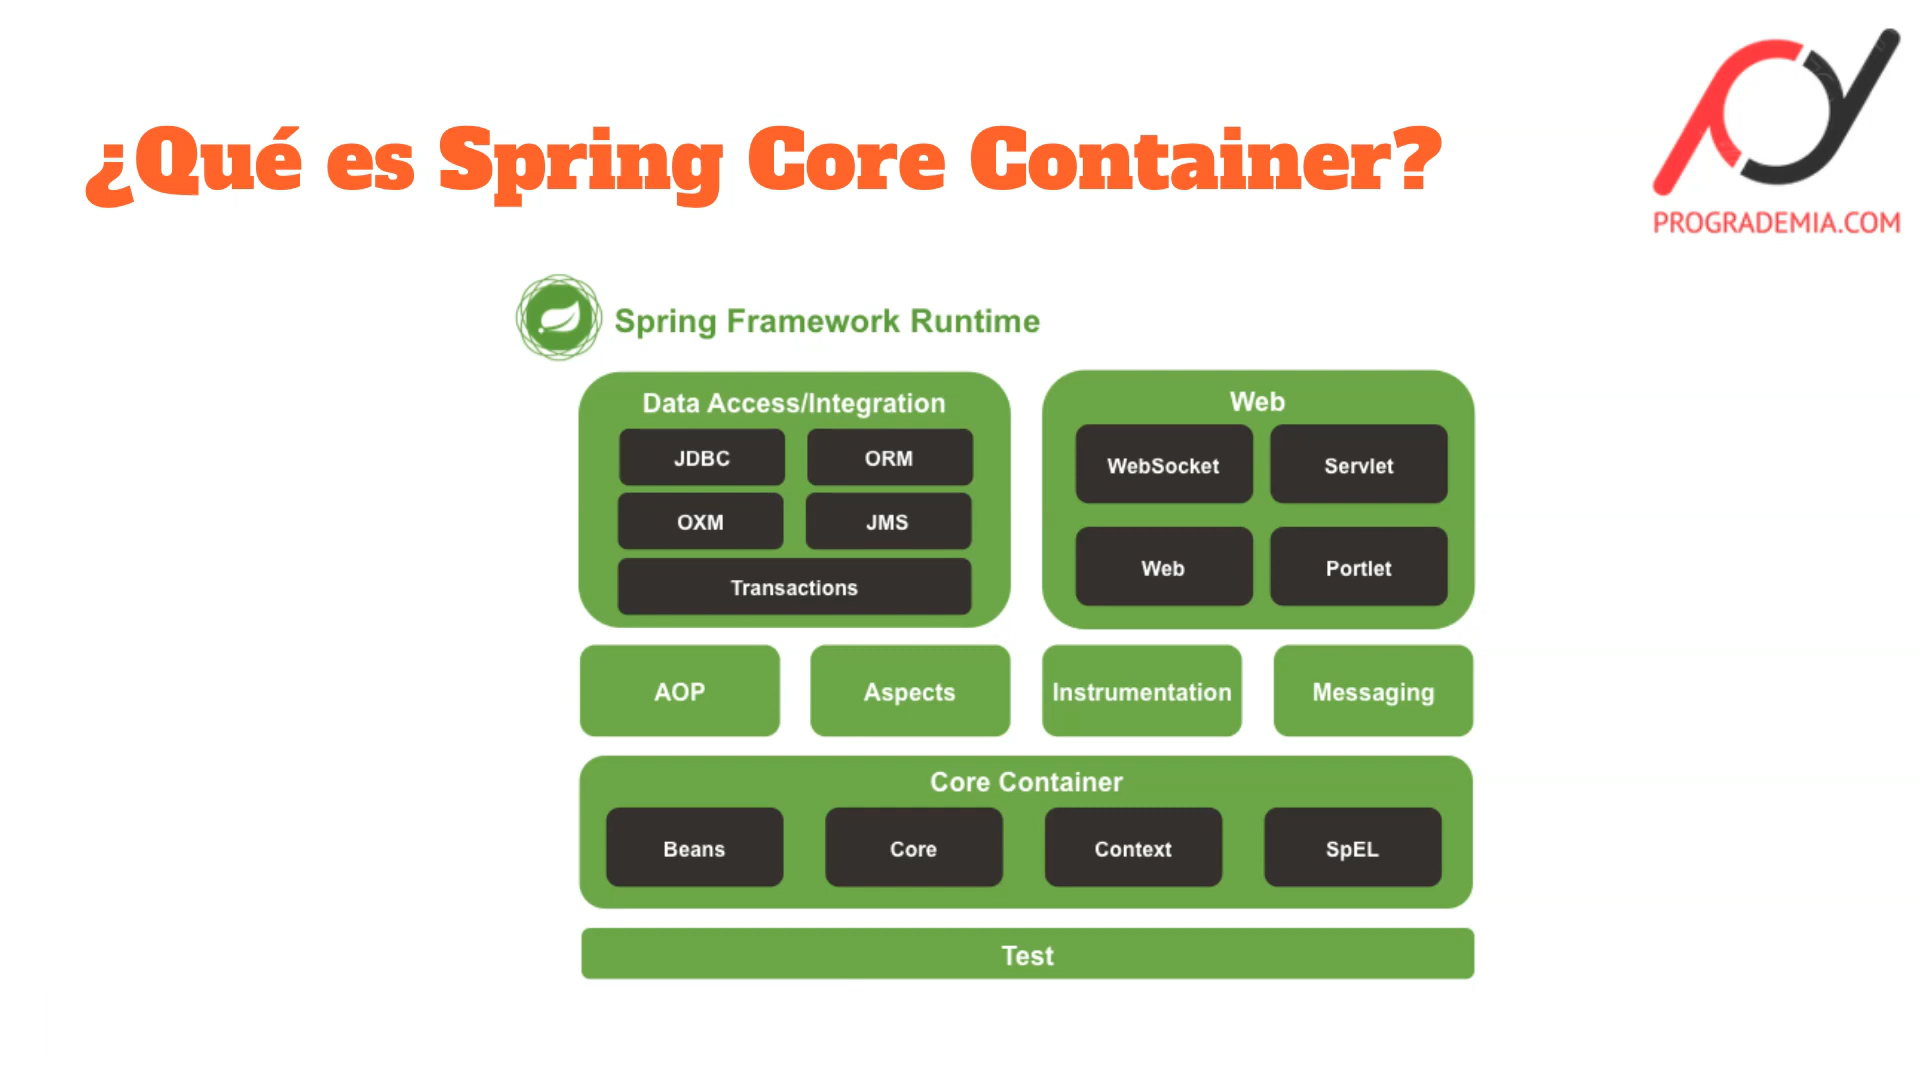 ¿Qué es Spring Core Container?
PROGRADEMIA.COM
Spring Framework Runtime
Data Access/Integration
JDBC
ORM
OXM
JMS
Transactions
Web
WebSocket
Servlet
Web
Portlet
AOP
Aspects
Instrumentation
Messaging
Core Container
Beans
Core
Context
SpEL
Test